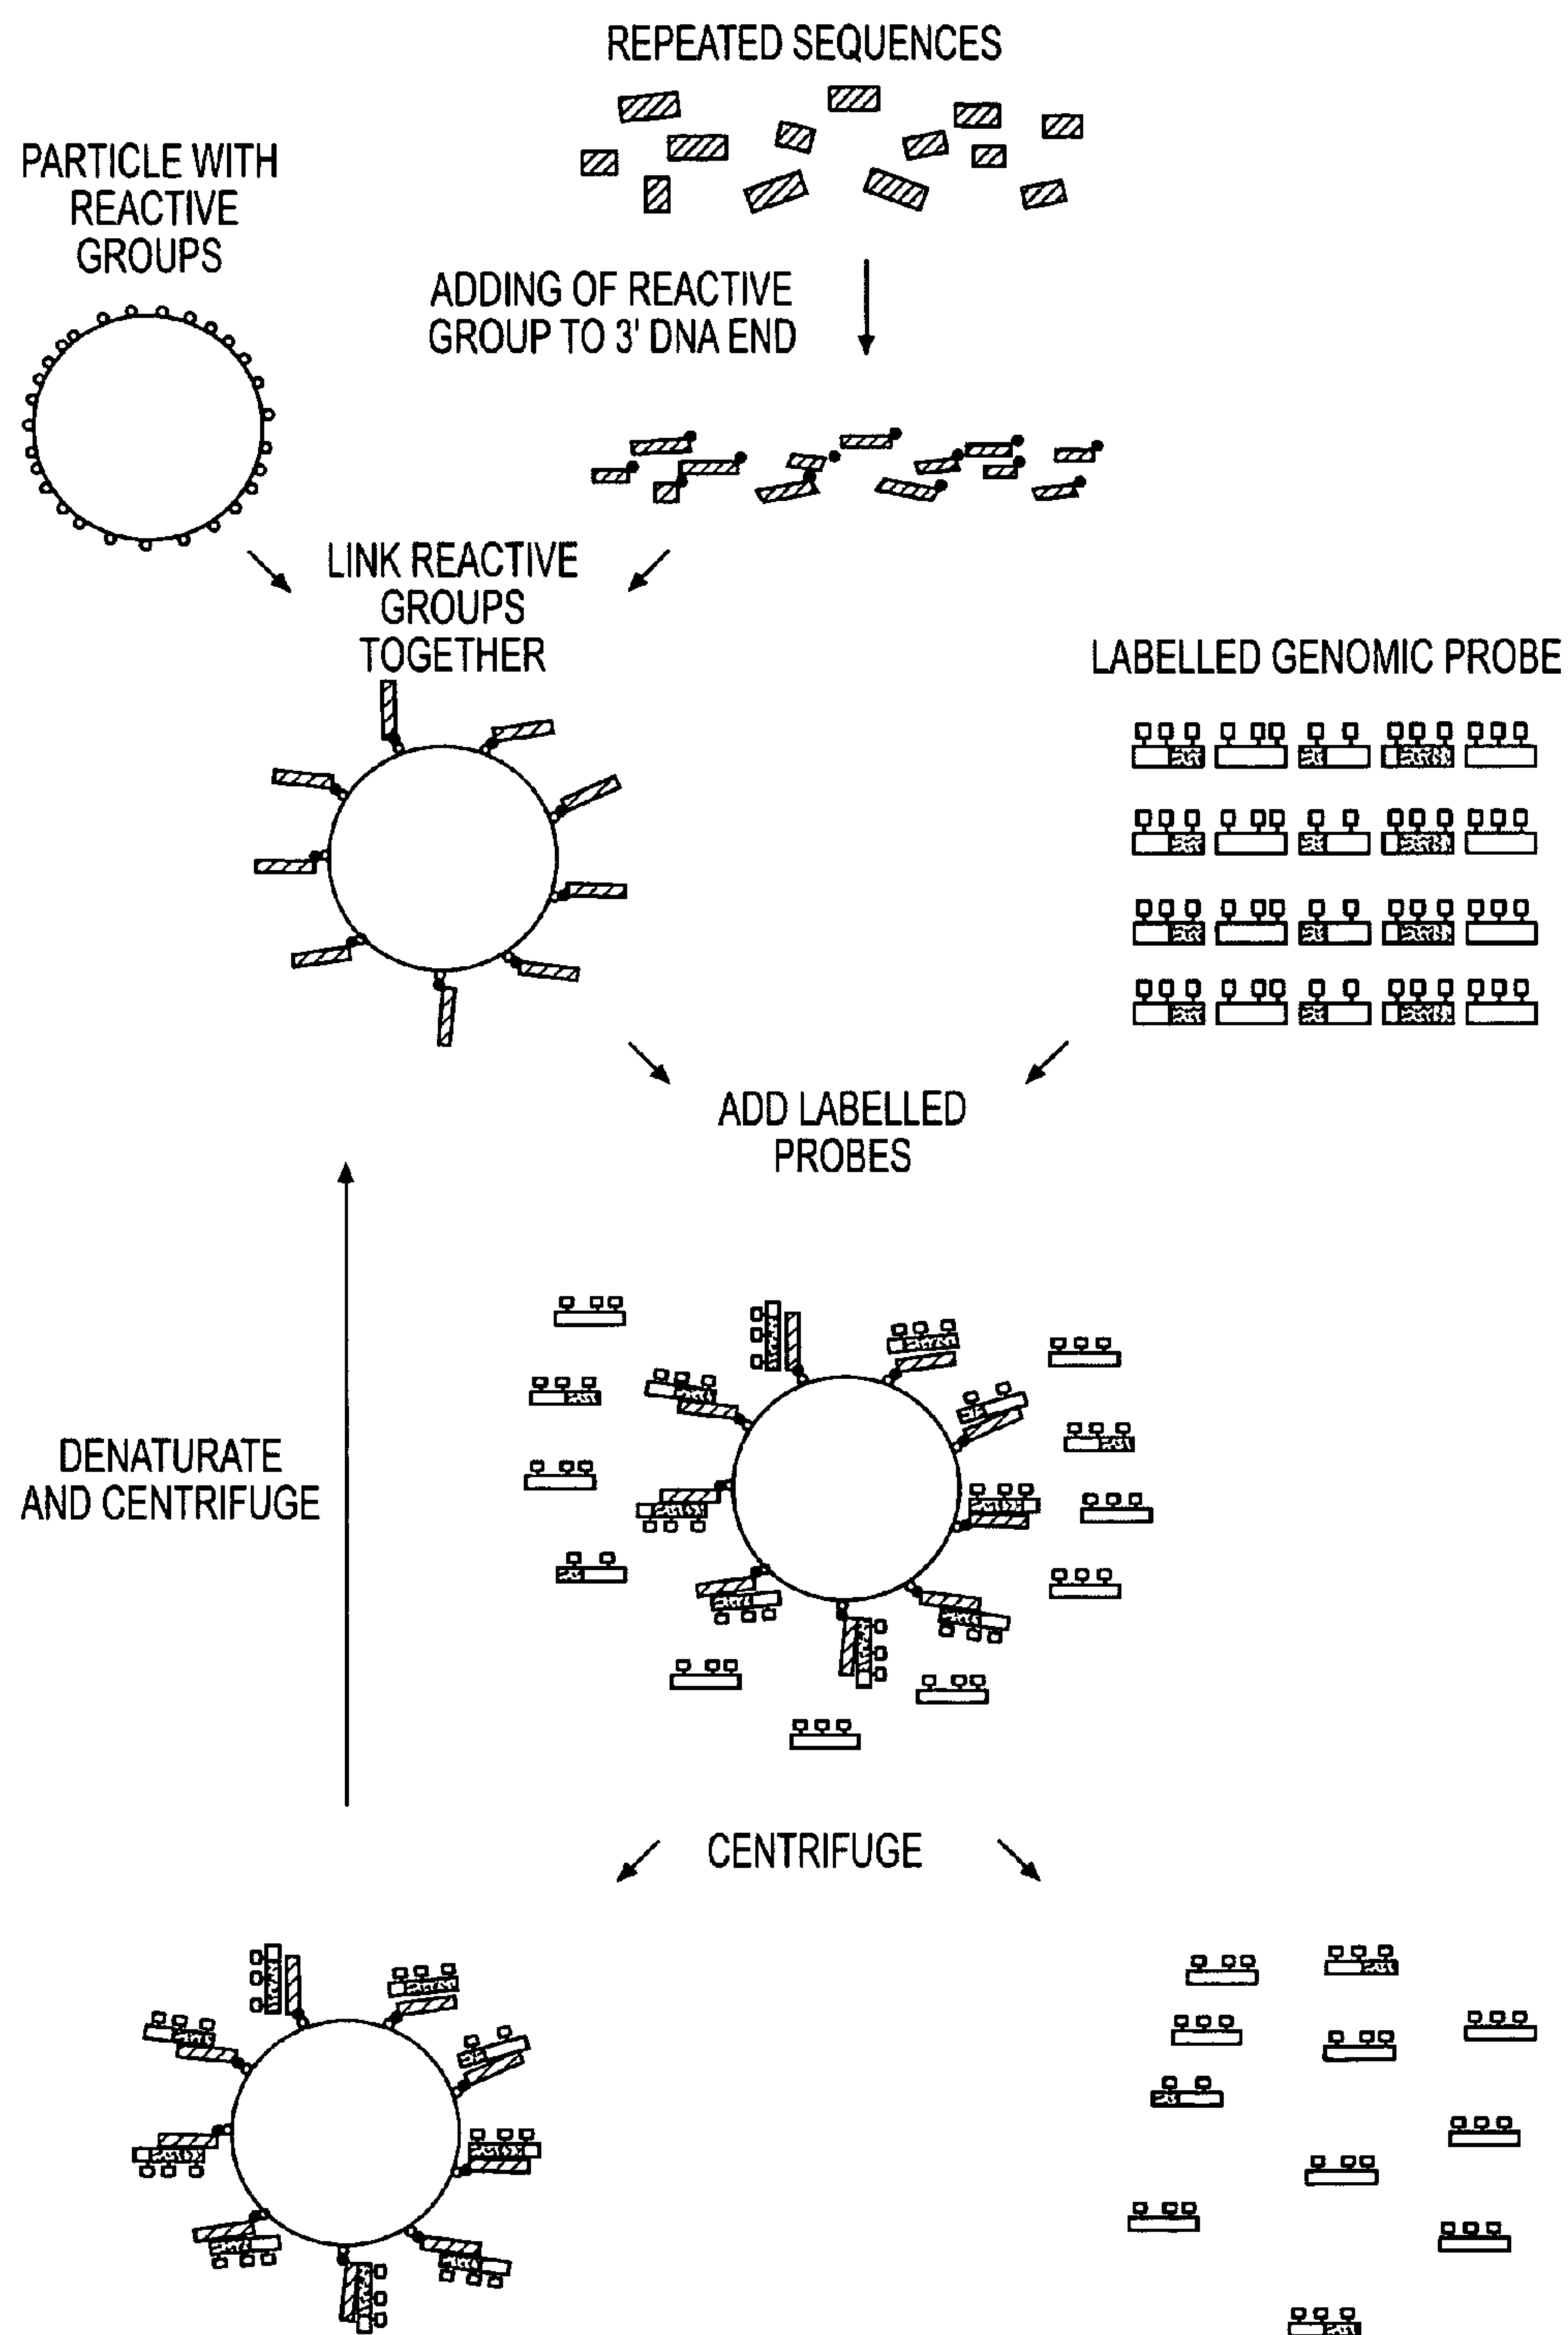 REPEATED SEQUENCES
PARTICLE WITH
REACTIVE
GROUPS
ADDING OF REACTIVE
GROUP TO 3' DNA END
LINK REACTIVE
GROUPS
TOGETHER
LABELLED GENOMIC PROBE
ADD LABELLED
PROBES
DENATURATE
AND CENTRIFUGE
CENTRIFUGE